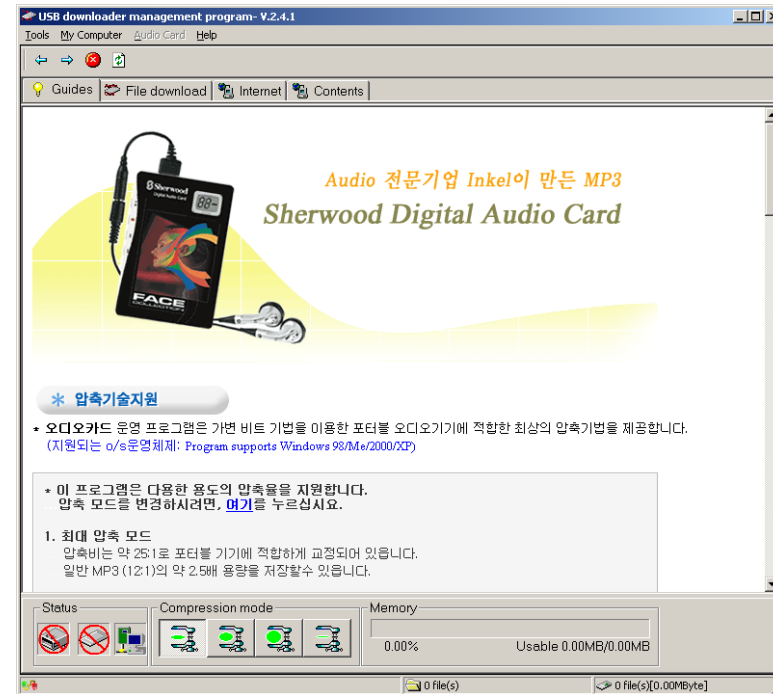 USB downloader management program- V.2.4.1
Tools My Computer Audio Card Help
Guides File download Internet Contents
Audio 전문기업 Inkel이 만든 MP3
Sherwood Digital Audio Card
Sherwood
Digital Audio Card
88-
FACE
COLLECTION
압축기술지원
* 오디오카드 운영 프로그램은 가변 비트 기법을 이용한 포터블 오디오기기에 적합한 최상의 압축기법을 제공합니다.
(지원되는 o/s운영체제: Program supports Windows 98/Me/2000/XP)
* 이 프로그램은 다용한 용도의 압축율을 지원합니다.
압축 모드를 변경하시려면, 여기를 누르십시요.
1. 최대 압축 모드
압축비는 약 25:1로 포터블 기기에 적합하게 교정되어 있읍니다.
일반 MP3 (12:1)의 약 2.5배 용량을 저장할수 있읍니다.
Status Compression mode Memory
0.00% Usable 0.00MB/0.00MB
0 file(s) 0 file(s)[0.00MByte]